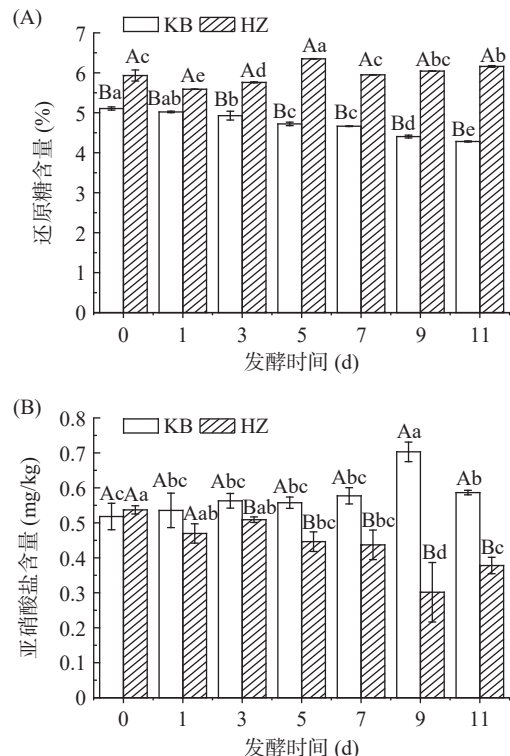 (A)
KB HZ
7
6
5
4
3
2
1
0
Ba Ac Bab Ae Bb Ad Bc Aa Bc Ac Bd Abc Be Ab
还原糖含量 (%)
0 1 3 5 7 9 11
发酵时间 (d)
(B)
KB HZ
0.8
0.7
0.6
0.5
0.4
0.3
0.2
0.1
0
Ac Aa Abc Aab Abc Bab Abc Bbc Abc Bbc Aa Bd Ab Bc
亚硝酸盐含量 (mg/kg)
0 1 3 5 7 9 11
发酵时间 (d)